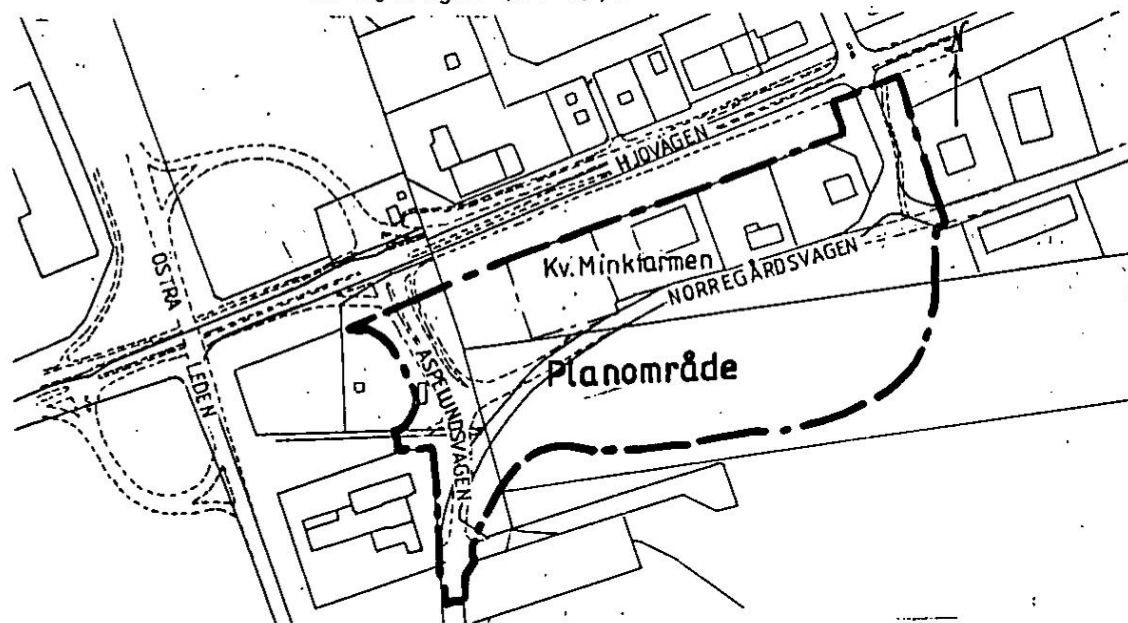 N
HJOVÄGEN
ÖSTRA
LEDEN
Kv. Minkfarmen
NORREGÅRDSVÄGEN
ASPELUNDSVÄGEN
Planområde